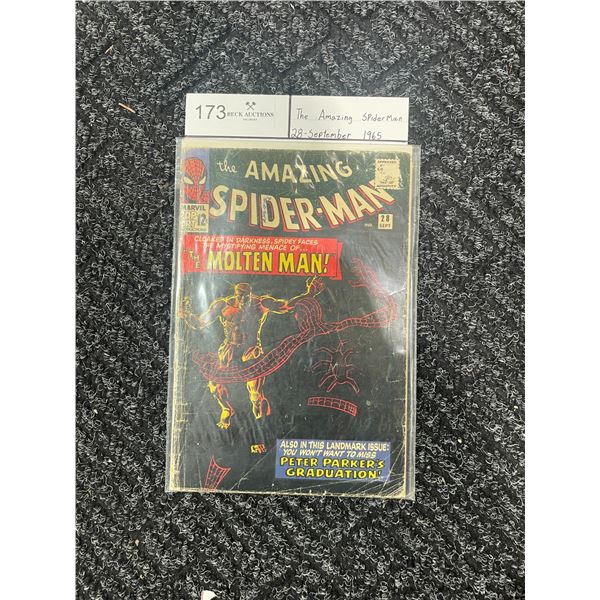 173
BECK AUCTIONS
The Amazing SpiderMan
28-September 1965
the AMAZING
SPIDER-MAN
MARVEL
12¢
28
SEPT
APPROVED
CLOAKED IN DARKNESS, SPIDEY FACES
THE MYSTIFYING MENACE OF...
THE MOLTEN MAN!
ALSO IN THIS LANDMARK ISSUE:
YOU WON'T WANT TO MISS
PETER PARKER'S
GRADUATION!